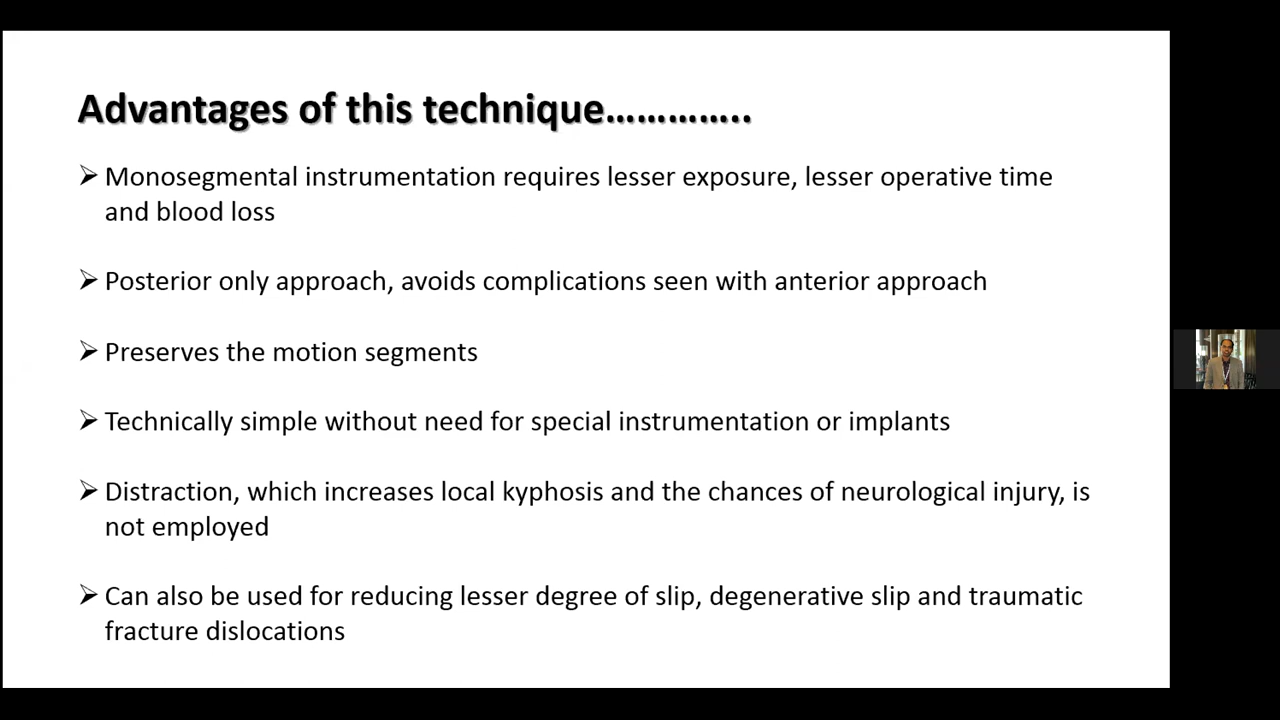 Advantages of this technique…………..
➢ Monosegmental instrumentation requires lesser exposure, lesser operative time
and blood loss
➢ Posterior only approach, avoids complications seen with anterior approach
➢ Preserves the motion segments
➢ Technically simple without need for special instrumentation or implants
➢ Distraction, which increases local kyphosis and the chances of neurological injury, is
not employed
➢ Can also be used for reducing lesser degree of slip, degenerative slip and traumatic
fracture dislocations